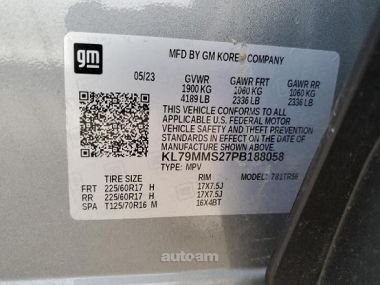 gm
MFD BY GM KOREA COMPANY
05/23 GVWR GAWR FRT GAWR RR
1900 KG 1060 KG 1060 KG
4189 LB 2336 LB 2336 LB
THIS VEHICLE CONFORMS TO ALL
APPLICABLE U.S. FEDERAL MOTOR
VEHICLE SAFETY STANDARDS
IN EFFECT ON THE DATE OF
MANUFACTURE SHOWN ABOVE.
KL79MMS27PB188058
TYPE: MPV MODEL: 1TR56
TIRE SIZE RIM
FRT 225/60R17 H 17X7.5J
RR 225/60R17 H 17X7.5J
SPA T125/70R16 M 16X4BT
autoam